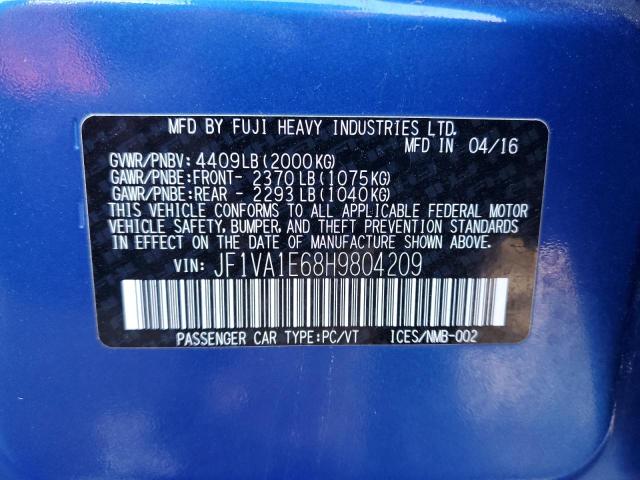 MFD BY FUJI HEAVY INDUSTRIES LTD.
MFD IN 04/16
GVWR/PNBV: 4409LB(2000KG)
GAWR/PNBE:FRONT- 2370LB(1075KG)
GAWR/PNBE:REAR - 2293LB(1040KG)
THIS VEHICLE CONFORMS TO ALL APPLICABLE FEDERAL MOTOR
VEHICLE SAFETY, BUMPER, AND THEFT PREVENTION STANDARDS
IN EFFECT ON THE DATE OF MANUFACTURE SHOWN ABOVE.
VIN: JF1VA1E68H9804209
PASSENGER CAR TYPE:PC/VT ICES/NMB-002